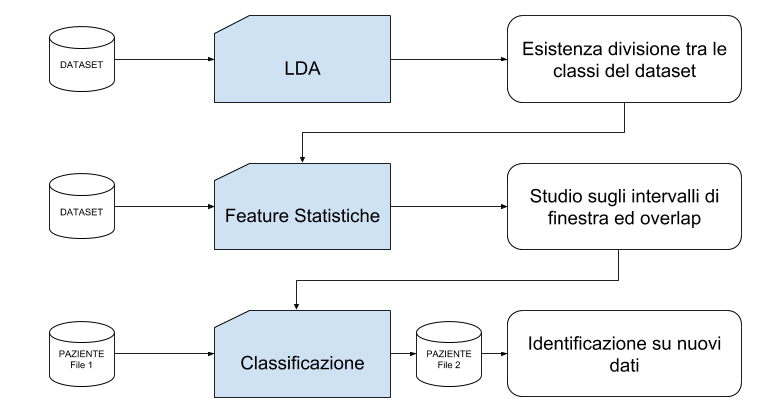 DATASET
LDA
Esistenza divisione tra le
classi del dataset
DATASET
Feature Statistiche
Studio sugli intervalli di
finestra ed overlap
PAZIENTE
File 1
Classificazione
PAZIENTE
File 2
Identificazione su nuovi
dati